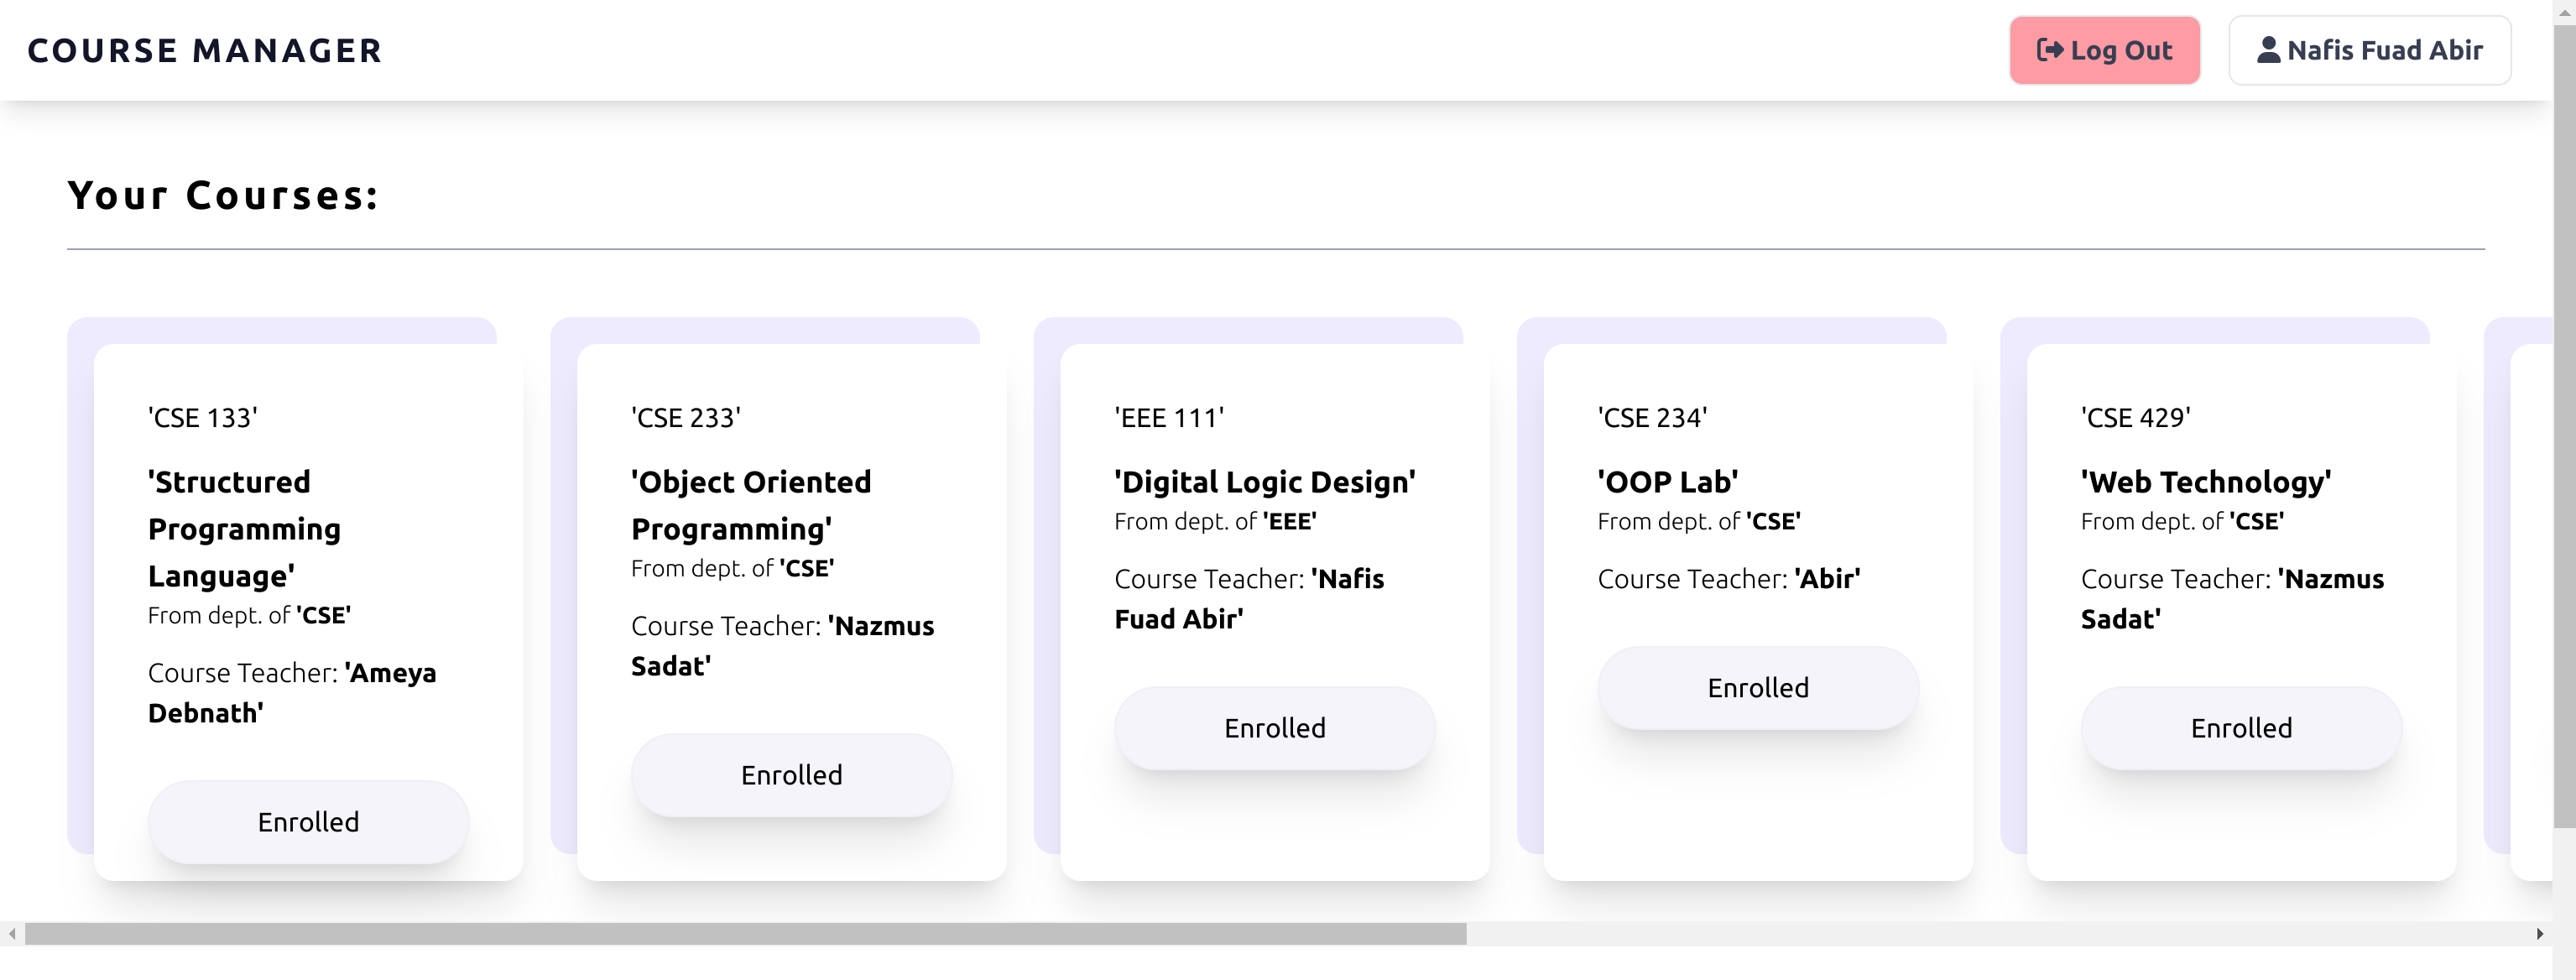 COURSE MANAGER
Log Out
Nafis Fuad Abir
Your Courses:
'CSE 133'
'Structured
Programming
Language'
From dept. of 'CSE'
Course Teacher: 'Ameya
Debnath'
Enrolled
'CSE 233'
'Object Oriented
Programming'
From dept. of 'CSE'
Course Teacher: 'Nazmus
Sadat'
Enrolled
'EEE 111'
'Digital Logic Design'
From dept. of 'EEE'
Course Teacher: 'Nafis
Fuad Abir'
Enrolled
'CSE 234'
'OOP Lab'
From dept. of 'CSE'
Course Teacher: 'Abir'
Enrolled
'CSE 429'
'Web Technology'
From dept. of 'CSE'
Course Teacher: 'Nazmus
Sadat'
Enrolled